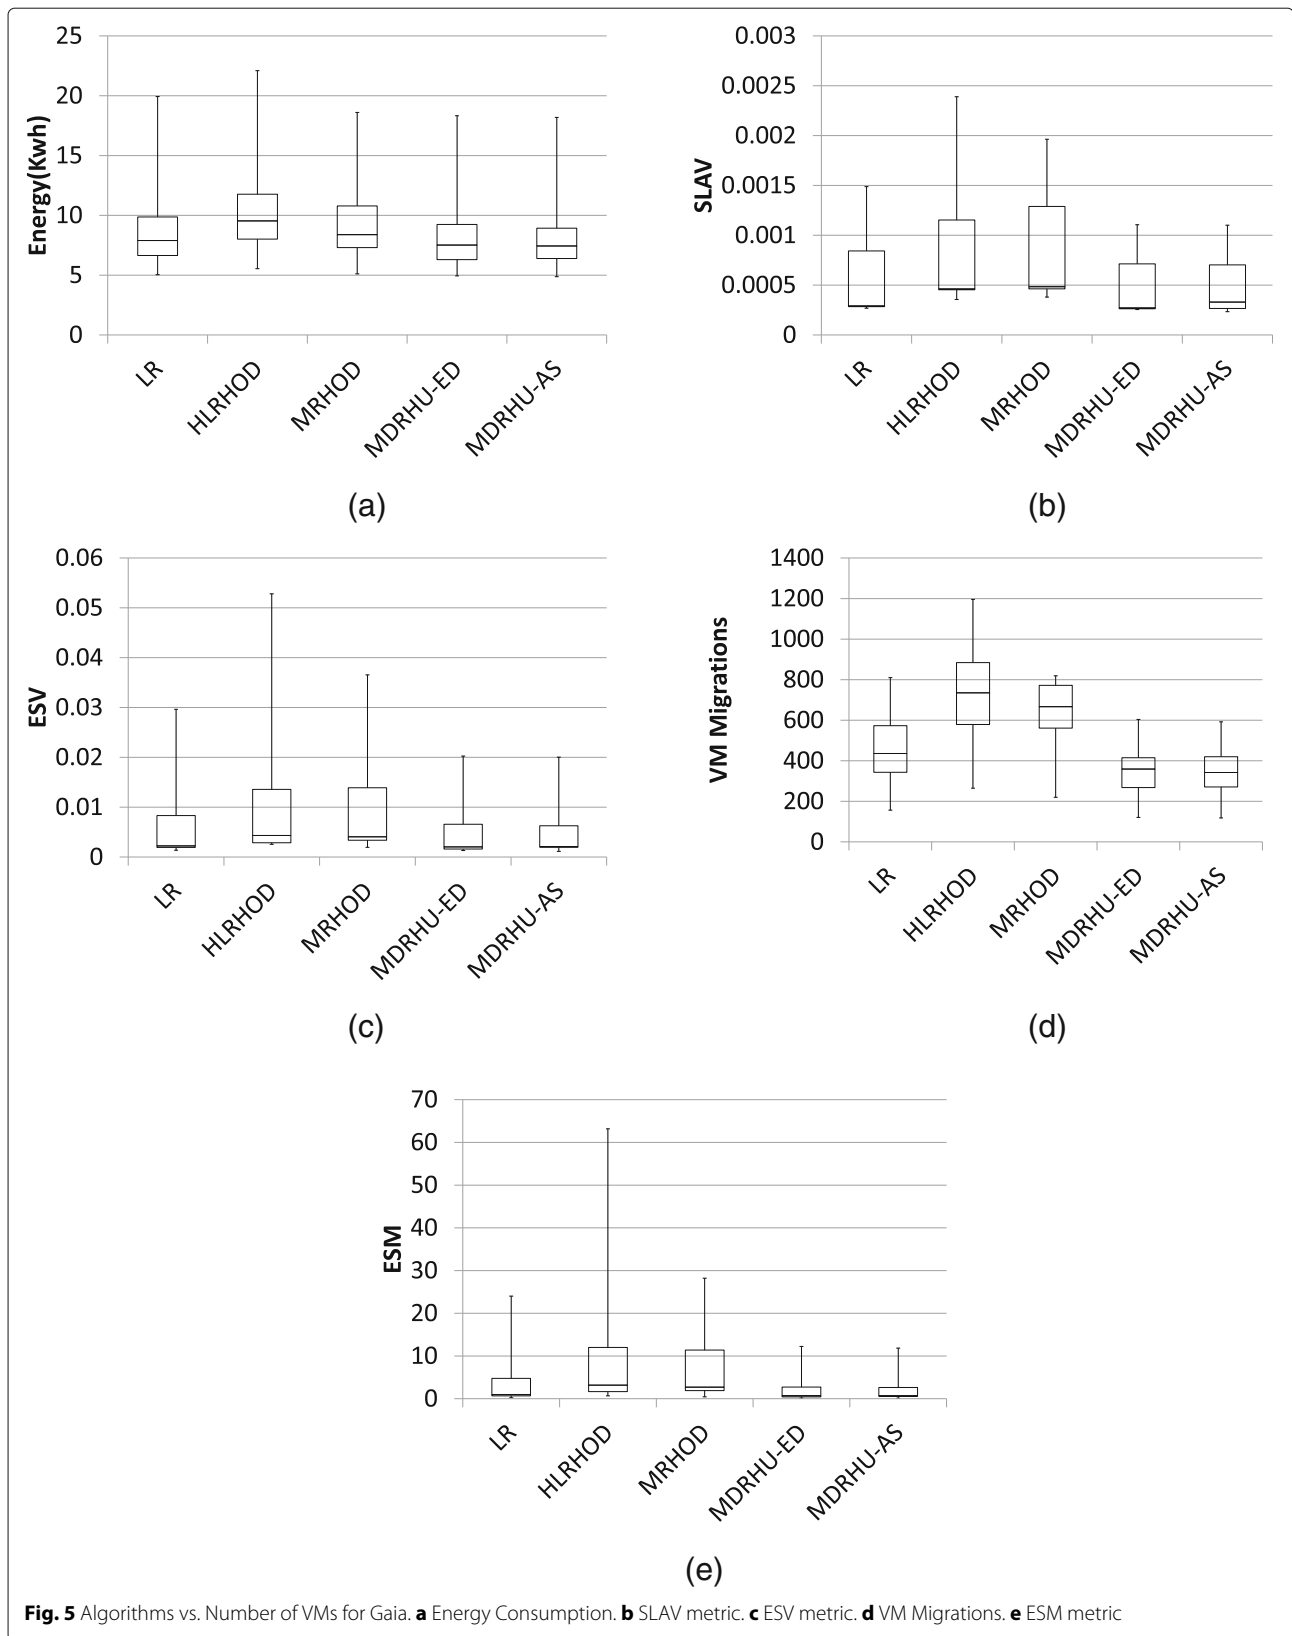 25
20
15
10
5
0
Energy(Kwh)
LR
HLRHOD
MRHOD
MDRHU-ED
MDRHU-AS
(a)
0.003
0.0025
0.002
0.0015
0.001
0.0005
0
SLAV
LR
HLRHOD
MRHOD
MDRHU-ED
MDRHU-AS
(b)
0.06
0.05
0.04
0.03
0.02
0.01
0
ESV
LR
HLRHOD
MRHOD
MDRHU-ED
MDRHU-AS
(c)
1400
1200
1000
800
600
400
200
0
VM Migrations
LR
HLRHOD
MRHOD
MDRHU-ED
MDRHU-AS
(d)
70
60
50
40
30
20
10
0
ESM
LR
HLRHOD
MRHOD
MDRHU-ED
MDRHU-AS
(e)
Fig. 5 Algorithms vs. Number of VMs for Gaia. a Energy Consumption. b SLAV metric. c ESV metric. d VM Migrations. e ESM metric